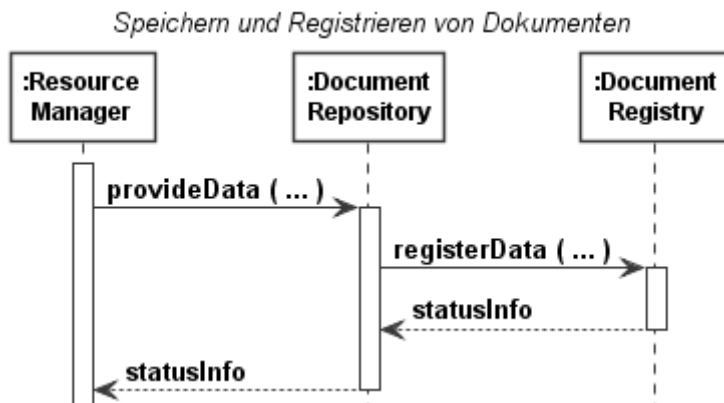 Speichern und Registrieren von Dokumenten
:Resource
Manager
:Document
Repository
:Document
Registry
provideData ( ... )
registerData ( ... )
statusInfo
statusInfo